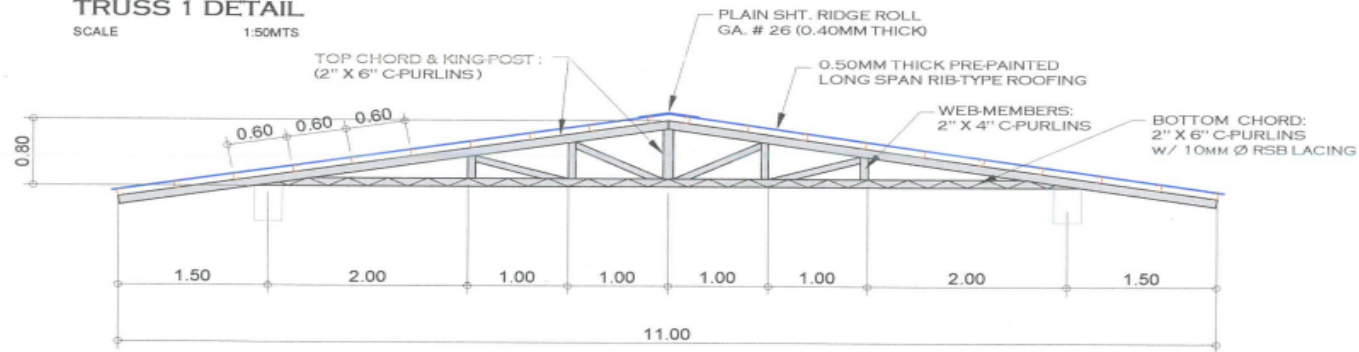 TRUSS 1 DETAIL
SCALE 1:50MTS
PLAIN SHT. RIDGE ROLL
GA. # 26 (0.40MM THICK)
TOP CHORD & KING-POST :
(2" X 6" C-PURLINS)
0.50MM THICK PRE-PAINTED
LONG SPAN RIB-TYPE ROOFING
WEB-MEMBERS:
2" X 4" C-PURLINS
BOTTOM CHORD:
2" X 6" C-PURLINS
W/ 10MM Ø RSB LACING
0.60 0.60 0.60
0.80
1.50 2.00 1.00 1.00 1.00 1.00 2.00 1.50
11.00